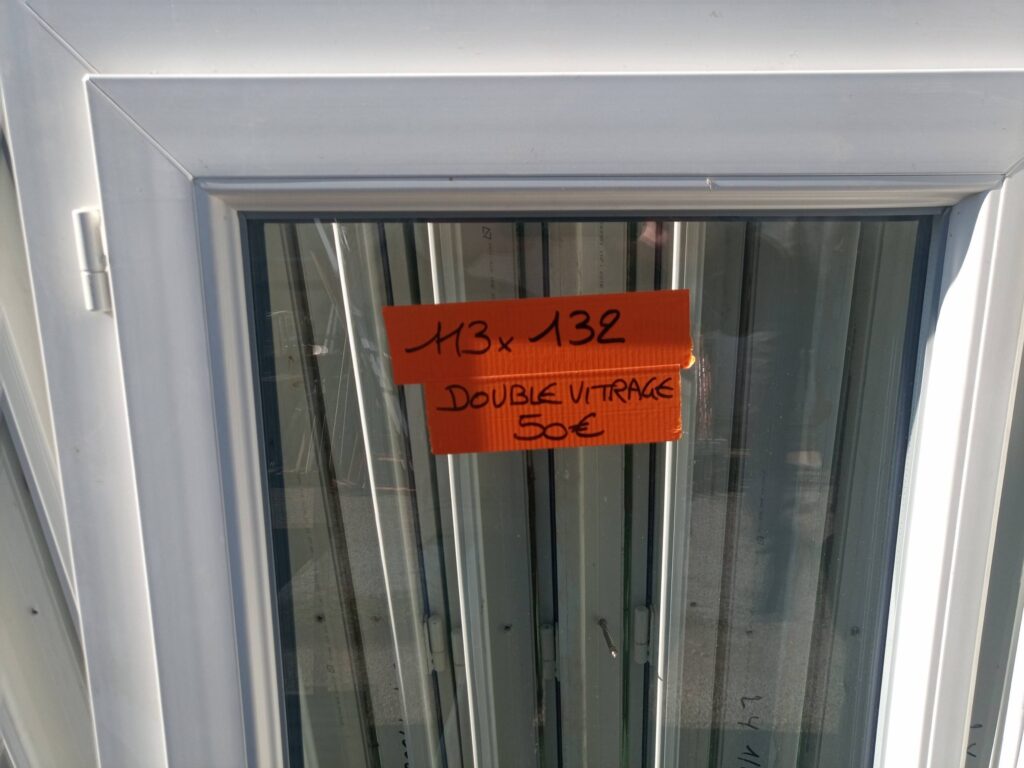 113 x 132
DOUBLE VITRAGE
50€